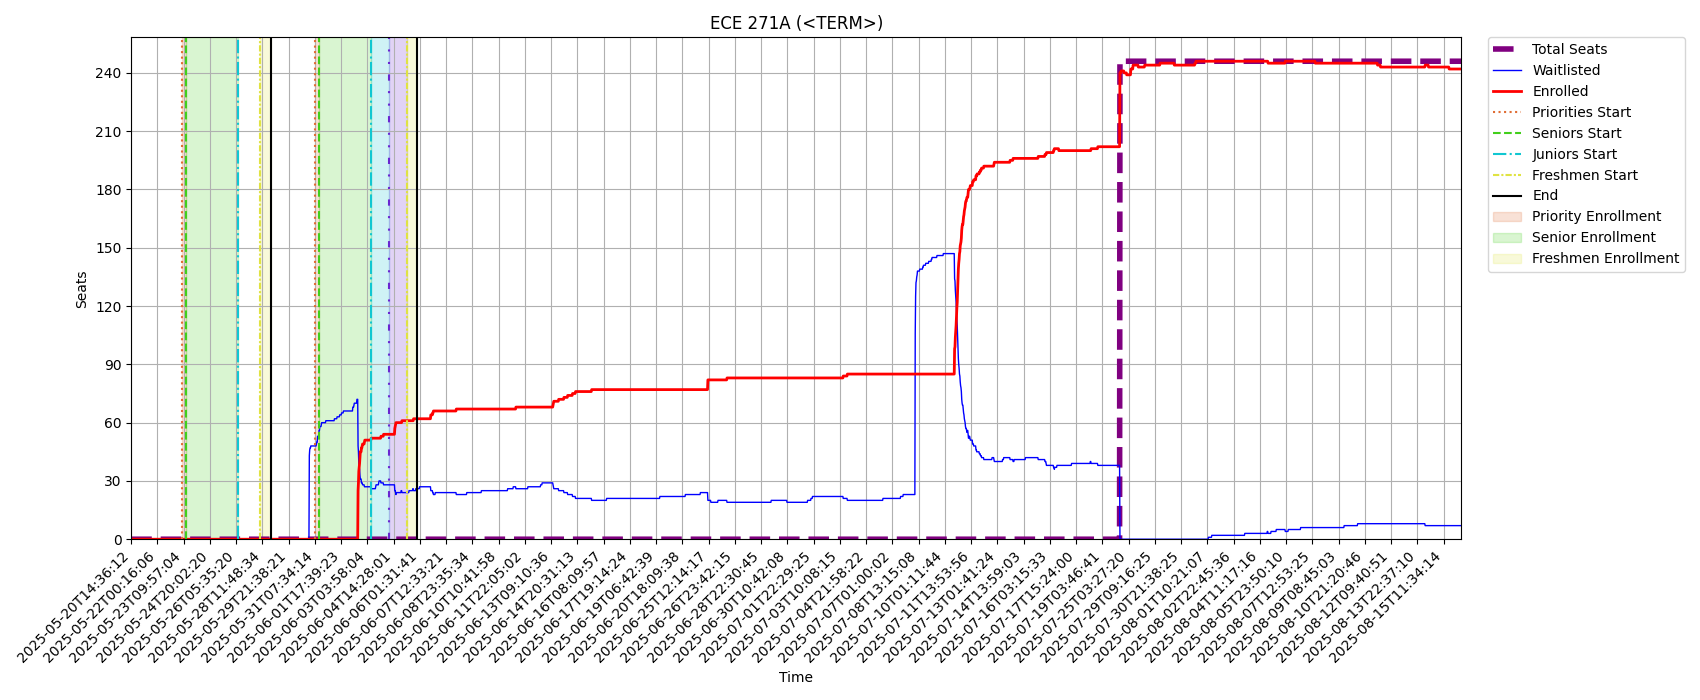 ECE 271A (<TERM>)
Total Seats
Waitlisted
Enrolled
Priorities Start
Seniors Start
Juniors Start
Freshmen Start
End
Priority Enrollment
Senior Enrollment
Freshmen Enrollment
Seats
240
210
180
150
120
90
60
30
0
2025-05-20T14:36:12
2025-05-22T00:16:06
2025-05-23T09:57:04
2025-05-24T20:02:20
2025-05-26T05:35:20
2025-05-28T11:48:34
2025-05-29T21:38:21
2025-05-31T07:34:14
2025-06-01T17:39:23
2025-06-03T03:58:04
2025-06-04T14:28:01
2025-06-06T01:31:41
2025-06-07T12:33:21
2025-06-08T23:35:34
2025-06-10T10:41:58
2025-06-11T22:05:02
2025-06-13T09:10:36
2025-06-14T20:31:13
2025-06-16T08:09:57
2025-06-17T19:14:24
2025-06-19T06:42:39
2025-06-20T18:09:38
2025-06-25T12:14:17
2025-06-26T23:42:15
2025-06-28T22:30:45
2025-06-30T10:42:08
2025-07-01T22:29:25
2025-07-03T10:08:15
2025-07-04T21:58:22
2025-07-07T01:00:02
2025-07-08T13:15:08
2025-07-10T01:11:44
2025-07-11T13:53:56
2025-07-13T01:41:24
2025-07-14T13:59:03
2025-07-16T03:15:33
2025-07-17T15:24:00
2025-07-19T03:46:41
2025-07-25T03:27:20
2025-07-29T09:16:25
2025-07-30T21:38:25
2025-08-01T10:21:07
2025-08-02T22:45:36
2025-08-04T11:17:16
2025-08-05T23:50:10
2025-08-07T12:53:25
2025-08-09T08:45:03
2025-08-10T21:20:46
2025-08-12T09:40:51
2025-08-13T22:37:10
2025-08-15T11:34:14
Time